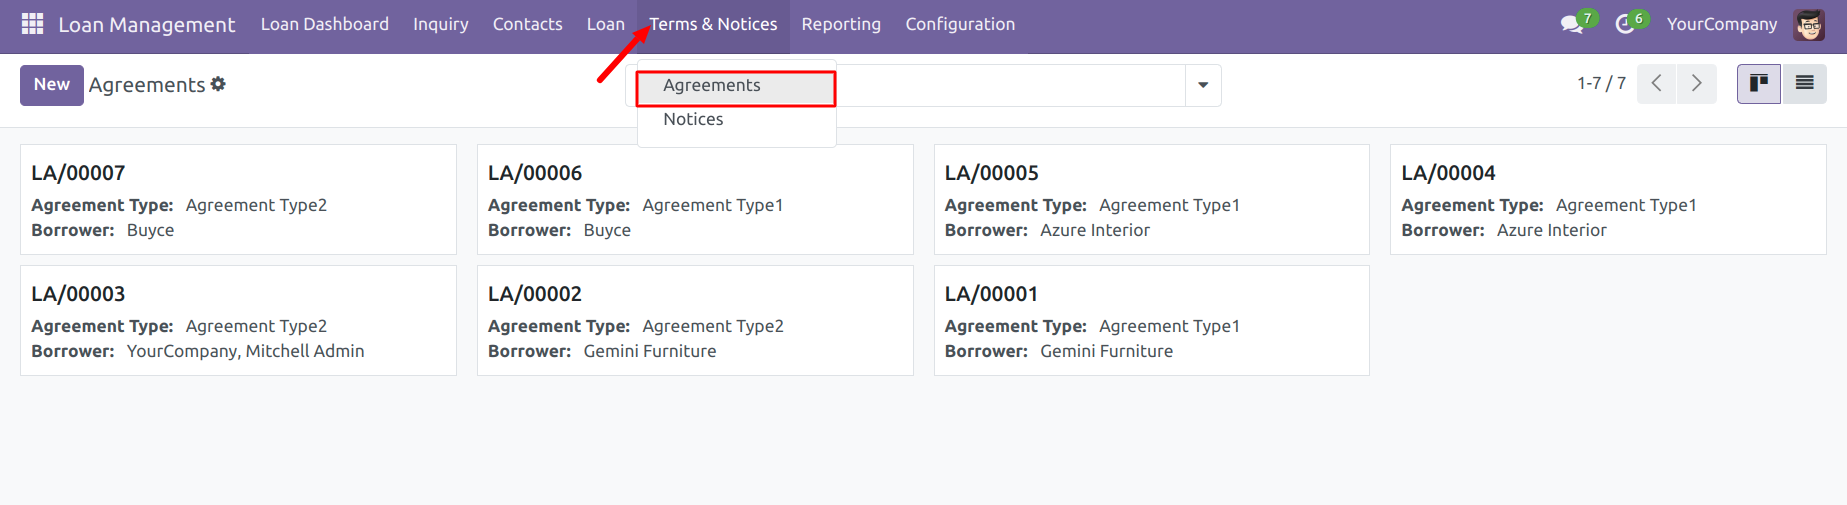 Loan Management Loan Dashboard Inquiry Contacts Loan Terms & Notices Reporting Configuration 7 6 YourCompany
New Agreements 1-7 / 7
Agreements
Notices
LA/00007
Agreement Type: Agreement Type2
Borrower: Buyce
LA/00006
Agreement Type: Agreement Type1
Borrower: Buyce
LA/00005
Agreement Type: Agreement Type1
Borrower: Azure Interior
LA/00004
Agreement Type: Agreement Type1
Borrower: Azure Interior
LA/00003
Agreement Type: Agreement Type2
Borrower: YourCompany, Mitchell Admin
LA/00002
Agreement Type: Agreement Type2
Borrower: Gemini Furniture
LA/00001
Agreement Type: Agreement Type1
Borrower: Gemini Furniture